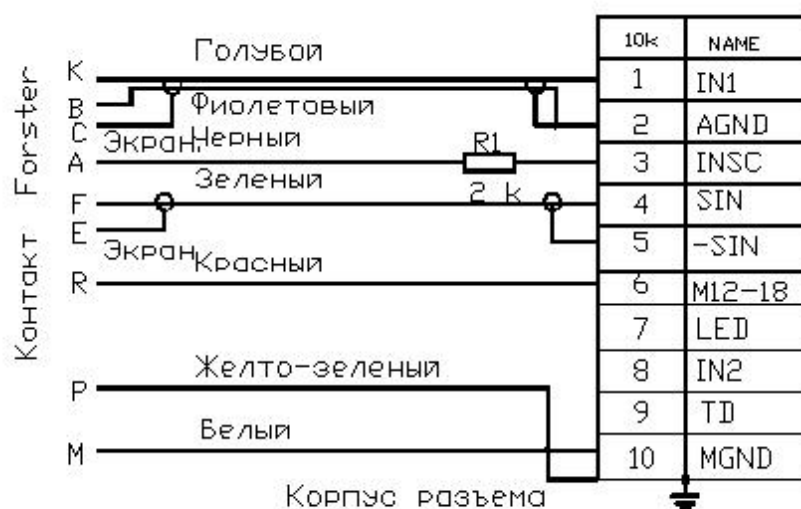 10k NAME
Голубой
K
1 IN1
B
Фиолетовый
C
2 AGND
Экран
Черный
R1
A
3 INSC
Зеленый
2 k
F
4 SIN
E
5 -SIN
Экран
Красный
R
6 M12-18
7 LED
Желто-зеленый
8 IN2
P
9 TD
Белый
M
10 MGND
Корпус разъема
Контакт Forster